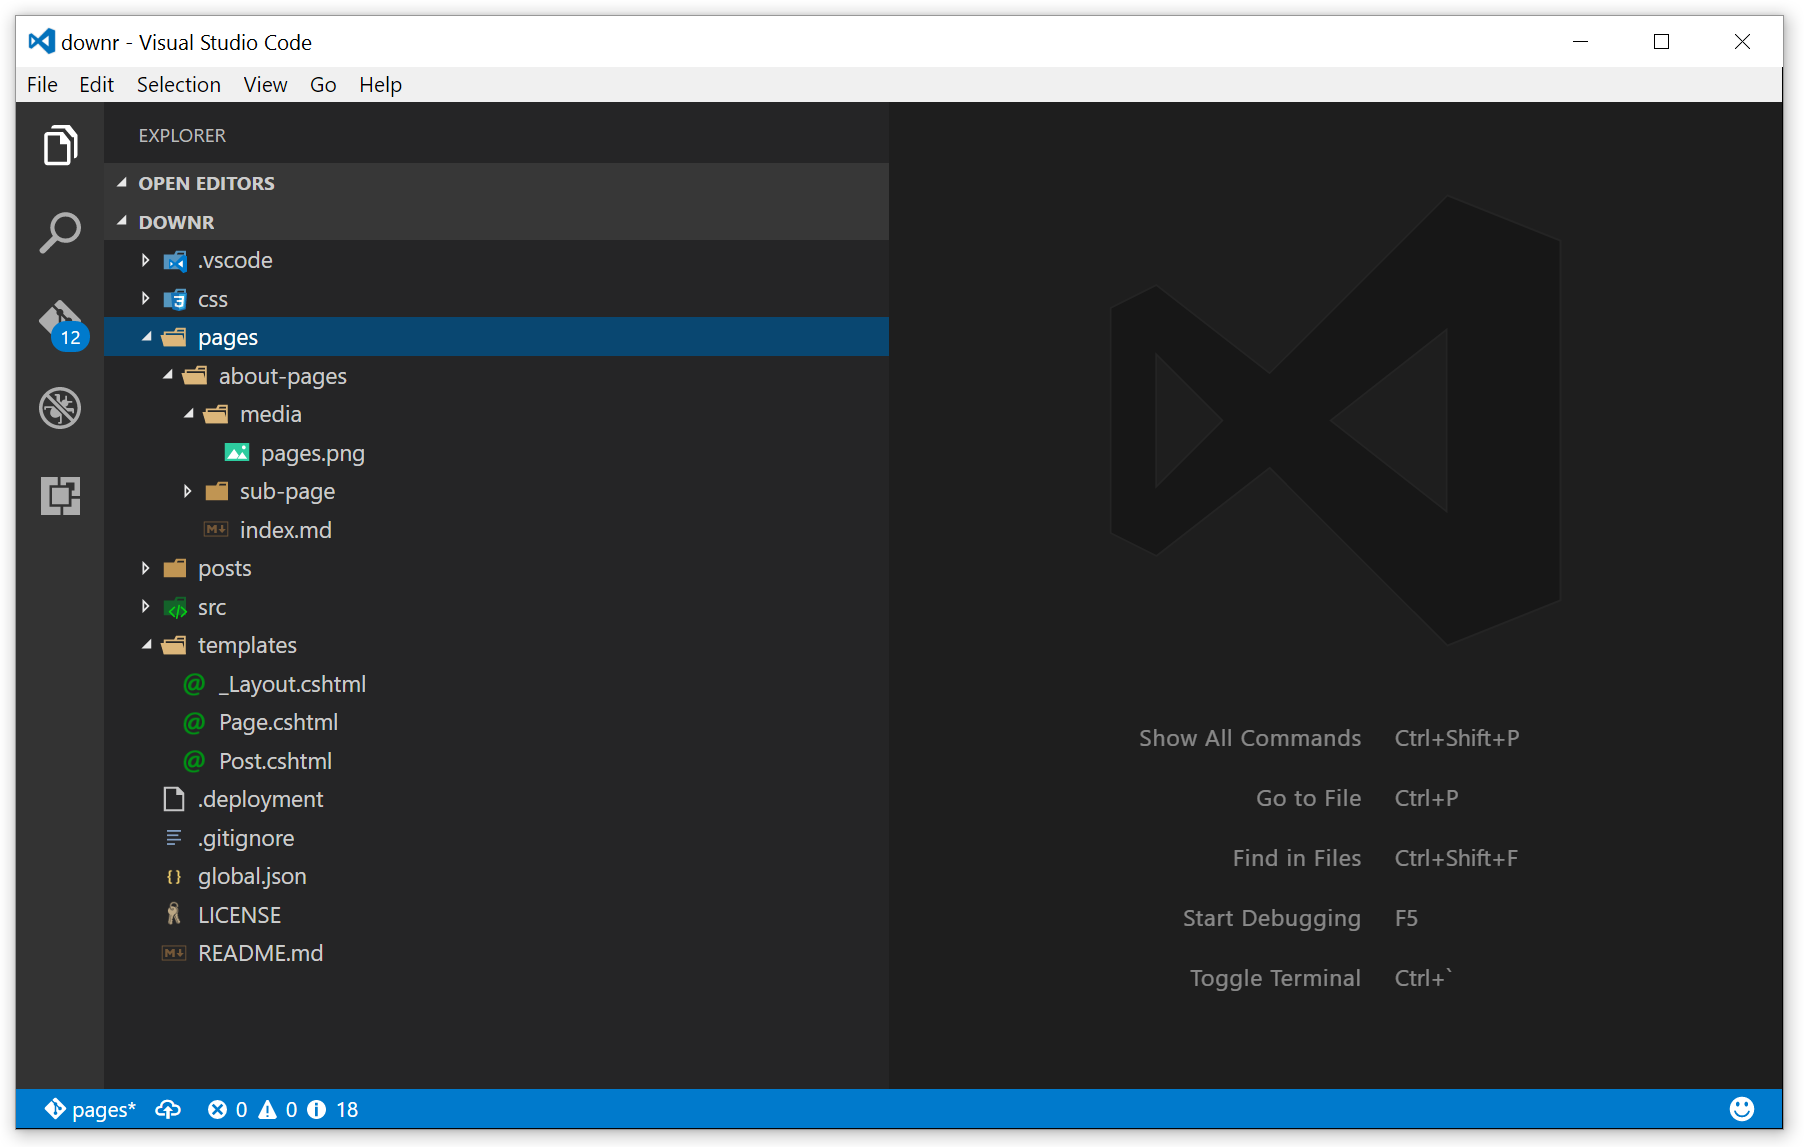 downr - Visual Studio Code
File Edit Selection View Go Help
EXPLORER
OPEN EDITORS
DOWNR
.vscode
css
12
pages
about-pages
media
pages.png
sub-page
index.md
posts
src
templates
_Layout.cshtml
Page.cshtml
Post.cshtml
.deployment
.gitignore
global.json
LICENSE
README.md
Show All Commands Ctrl+Shift+P
Go to File Ctrl+P
Find in Files Ctrl+Shift+F
Start Debugging F5
Toggle Terminal Ctrl+`
pages* 0 0 18